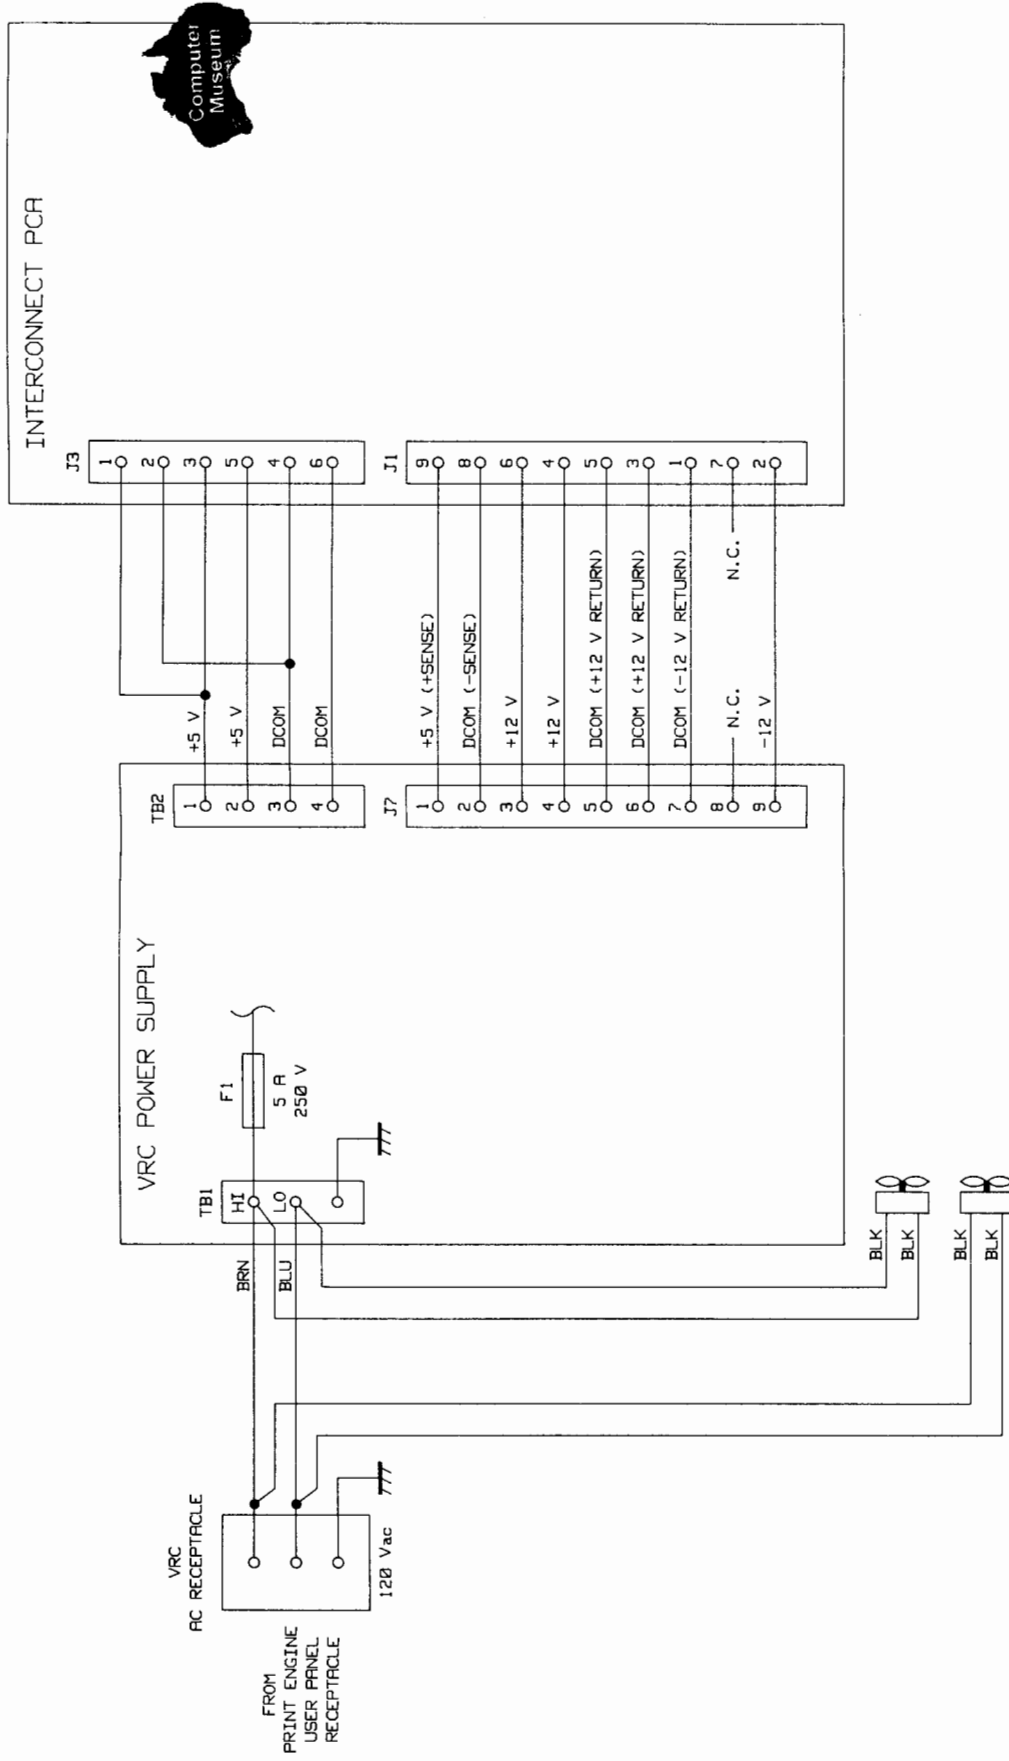 INTERCONNECT PCA
Computer
Museum
J3
1
2
3
5
4
6
J1
9
8
6
4
5
3
1
7
2
+5 V
+5 V
DCOM
DCOM
+5 V (+SENSE)
DCOM (-SENSE)
+12 V
+12 V
DCOM (+12 V RETURN)
DCOM (+12 V RETURN)
DCOM (-12 V RETURN)
N.C.
N.C.
-12 V
VRC POWER SUPPLY
TB2
1
2
3
4
J7
1
2
3
4
5
6
7
8
9
F1
5 A
250 V
TB1
HI
LO
BRN
BLU
BLK
BLK
BLK
BLK
VRC
AC RECEPTACLE
120 Vac
FROM
PRINT ENGINE
USER PANEL
RECEPTACLE